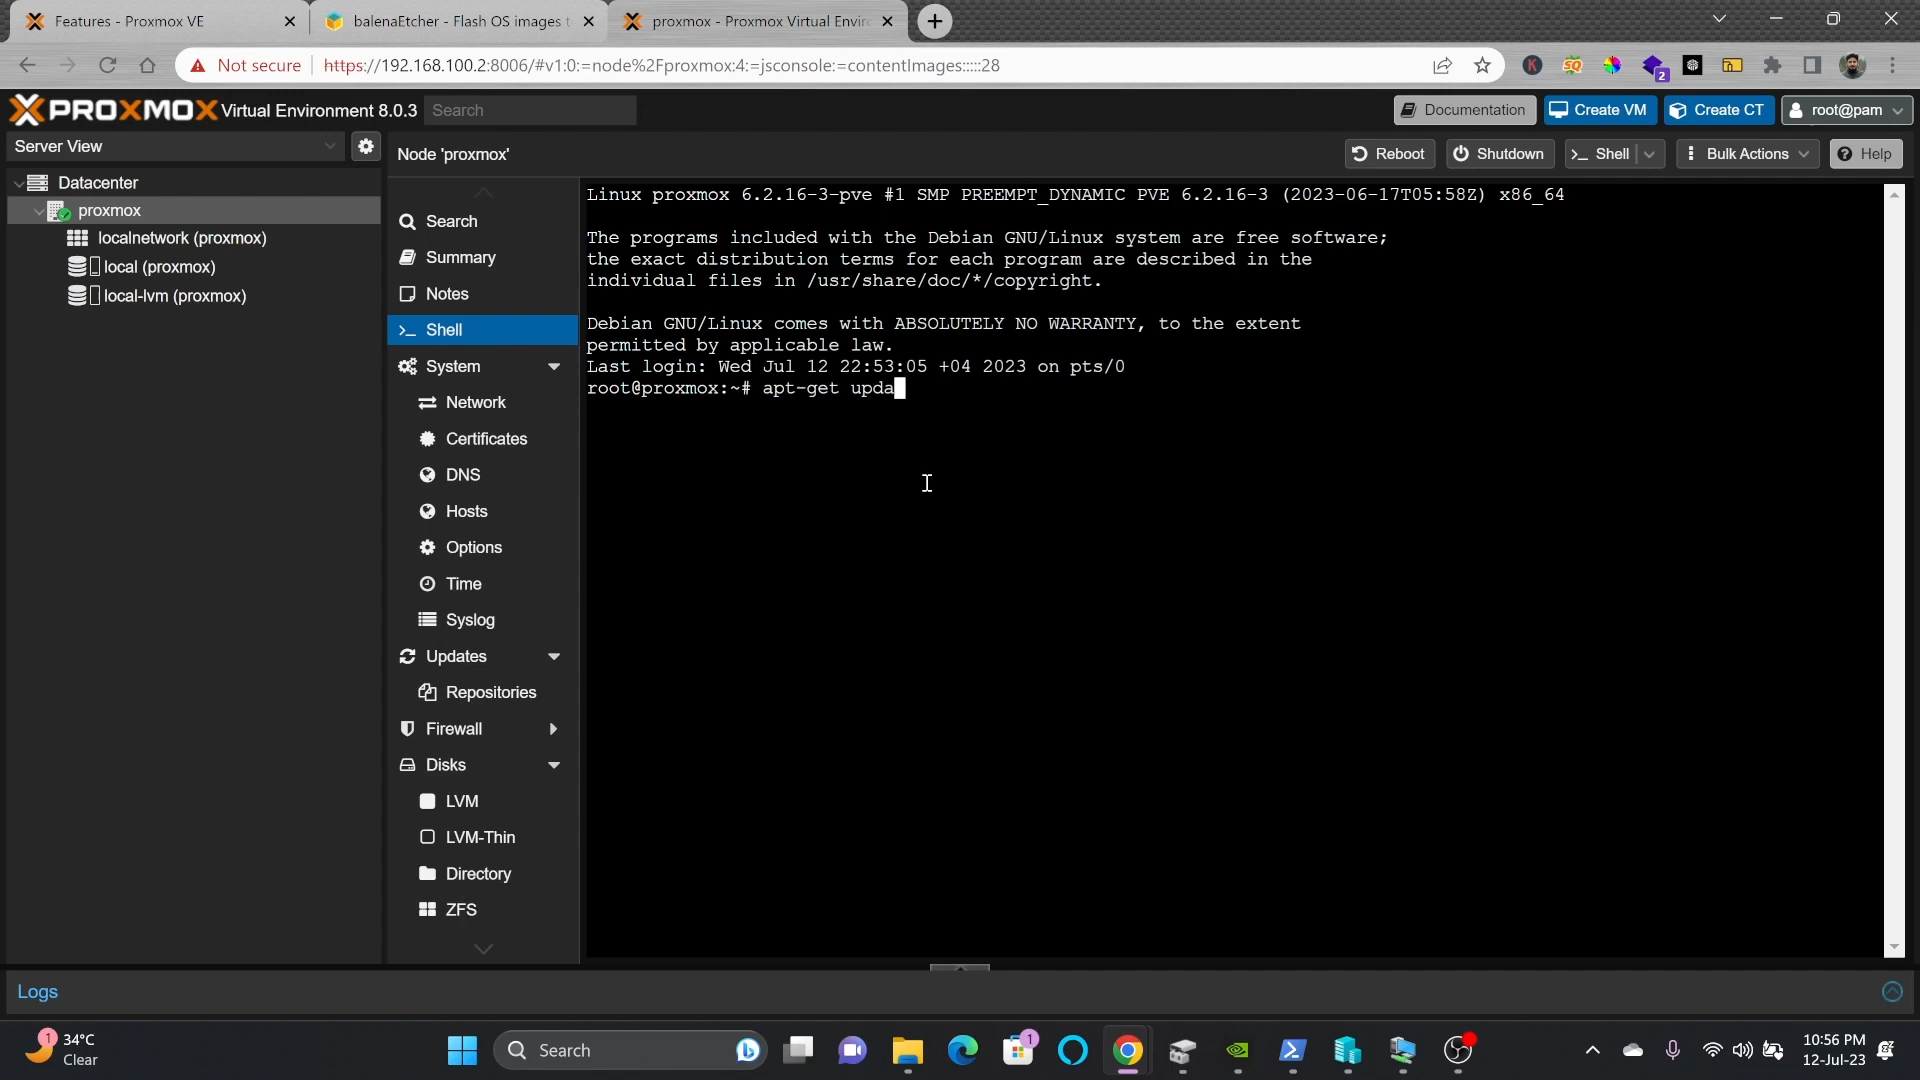 Features - Proxmox VE
balenaEtcher - Flash OS images t
proxmox - Proxmox Virtual Envir
Not secure
https://192.168.100.2:8006/#v1:0:=node%2Fproxmox:4:=jsconsole:=contentImages:::::28
K
SQ
2
PROXMOX Virtual Environment 8.0.3
Search
Documentation
Create VM
Create CT
root@pam
Server View
Node 'proxmox'
Reboot
Shutdown
Shell
Bulk Actions
Help
Datacenter
proxmox
localnetwork (proxmox)
local (proxmox)
local-lvm (proxmox)
Search
Summary
Notes
Shell
System
Network
Certificates
DNS
Hosts
Options
Time
Syslog
Updates
Repositories
Firewall
Disks
LVM
LVM-Thin
Directory
ZFS
Linux proxmox 6.2.16-3-pve #1 SMP PREEMPT_DYNAMIC PVE 6.2.16-3 (2023-06-17T05:58Z) x86_64
The programs included with the Debian GNU/Linux system are free software;
the exact distribution terms for each program are described in the
individual files in /usr/share/doc/*/copyright.
Debian GNU/Linux comes with ABSOLUTELY NO WARRANTY, to the extent
permitted by applicable law.
Last login: Wed Jul 12 22:53:05 +04 2023 on pts/0
root@proxmox:~# apt-get upda
Logs
1
34°C
Clear
Search
1
10:56 PM
12-Jul-23